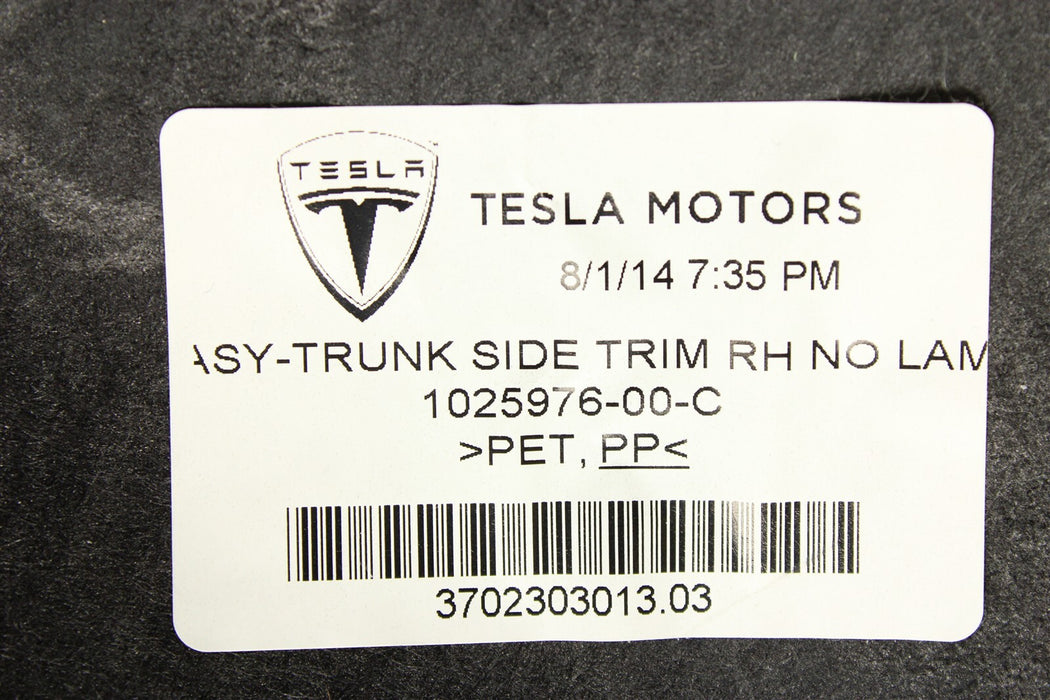 TESLA
TESLA MOTORS
8/1/14 7:35 PM
ASY-TRUNK SIDE TRIM RH NO LAM
1025976-00-C
>PET, PP<
3702303013.03